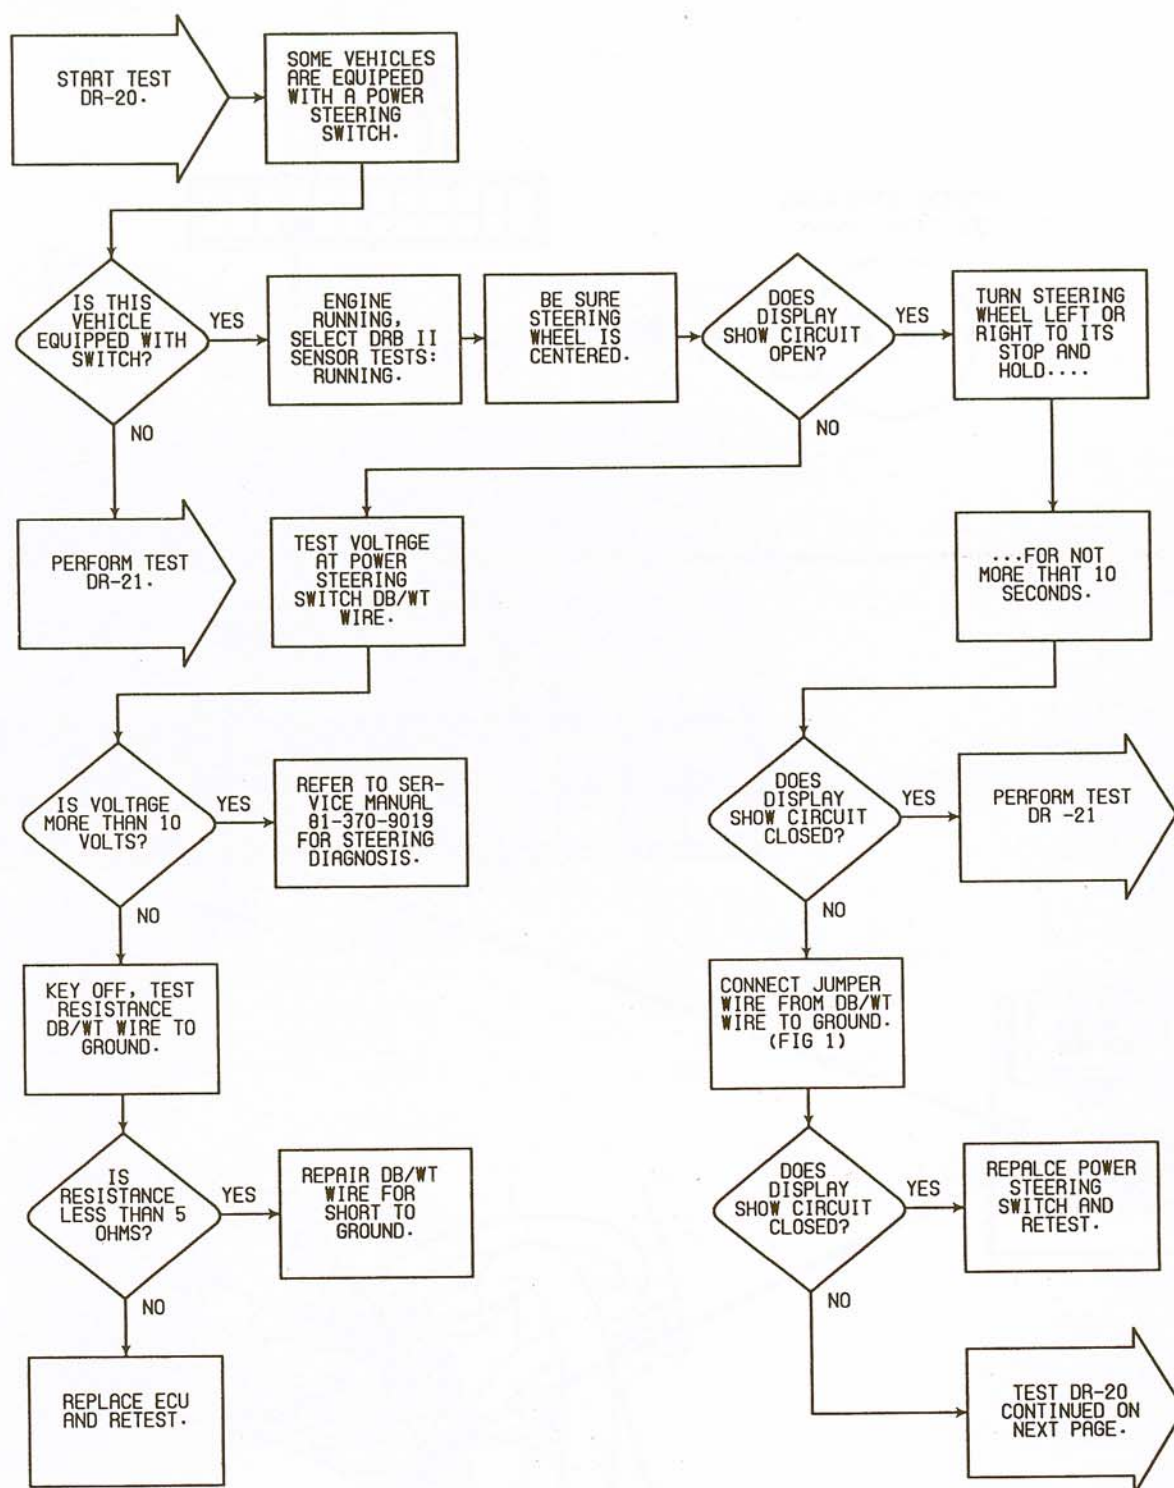 START TEST
DR-20.
SOME VEHICLES
ARE EQUIPEED
WITH A POWER
STEERING
SWITCH.
IS THIS
VEHICLE
EQUIPPED WITH
SWITCH?
YES
NO
ENGINE
RUNNING,
SELECT DRB II
SENSOR TESTS:
RUNNING.
BE SURE
STEERING
WHEEL IS
CENTERED.
DOES
DISPLAY
SHOW CIRCUIT
OPEN?
YES
NO
TURN STEERING
WHEEL LEFT OR
RIGHT TO ITS
STOP AND
HOLD....
PERFORM TEST
DR-21.
TEST VOLTAGE
AT POWER
STEERING
SWITCH DB/WT
WIRE.
...FOR NOT
MORE THAT 10
SECONDS.
IS VOLTAGE
MORE THAN 10
VOLTS?
YES
NO
REFER TO SER-
VICE MANUAL
81-370-9019
FOR STEERING
DIAGNOSIS.
DOES
DISPLAY
SHOW CIRCUIT
CLOSED?
YES
NO
PERFORM TEST
DR -21
KEY OFF, TEST
RESISTANCE
DB/WT WIRE TO
GROUND.
CONNECT JUMPER
WIRE FROM DB/WT
WIRE TO GROUND.
(FIG 1)
IS
RESISTANCE
LESS THAN 5
OHMS?
YES
NO
REPAIR DB/WT
WIRE FOR
SHORT TO
GROUND.
DOES
DISPLAY
SHOW CIRCUIT
CLOSED?
YES
NO
REPALCE POWER
STEERING
SWITCH AND
RETEST.
REPLACE ECU
AND RETEST.
TEST DR-20
CONTINUED ON
NEXT PAGE.